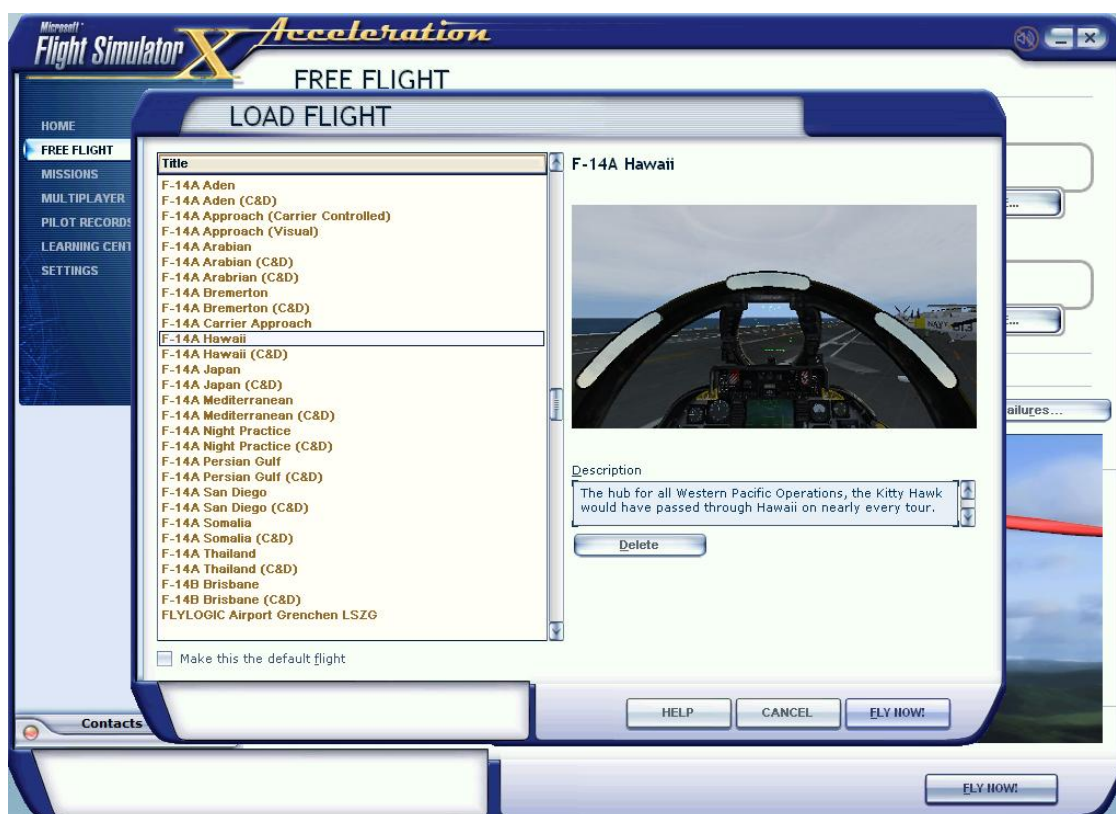 Microsoft
Flight Simulator X Acceleration
FREE FLIGHT
HOME
FREE FLIGHT
MISSIONS
MULTIPLAYER
PILOT RECORDS
LEARNING CENT
SETTINGS
LOAD FLIGHT
Title
F-14A Aden
F-14A Aden (C&D)
F-14A Approach (Carrier Controlled)
F-14A Approach (Visual)
F-14A Arabian
F-14A Arabian (C&D)
F-14A Arabrian (C&D)
F-14A Bremerton
F-14A Bremerton (C&D)
F-14A Carrier Approach
F-14A Hawaii
F-14A Hawaii (C&D)
F-14A Japan
F-14A Japan (C&D)
F-14A Mediterranean
F-14A Mediterranean (C&D)
F-14A Night Practice
F-14A Night Practice (C&D)
F-14A Persian Gulf
F-14A Persian Gulf (C&D)
F-14A San Diego
F-14A San Diego (C&D)
F-14A Somalia
F-14A Somalia (C&D)
F-14A Thailand
F-14A Thailand (C&D)
F-14B Brisbane
F-14B Brisbane (C&D)
FLYLOGIC Airport Grenchen LSZG
Make this the default flight
F-14A Hawaii
NAVY 613
Description
The hub for all Western Pacific Operations, the Kitty Hawk
would have passed through Hawaii on nearly every tour.
Delete
HELP
CANCEL
FLY NOW!
ailures...
Contacts
FLY NOW!